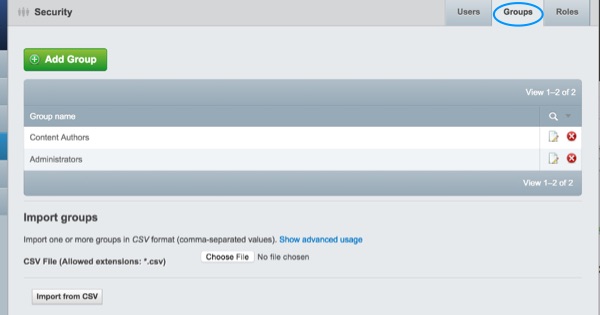 Security
Users Groups Roles
Add Group
View 1–2 of 2
Group name
Content Authors
Administrators
View 1–2 of 2
Import groups
Import one or more groups in CSV format (comma-separated values). Show advanced usage
CSV File (Allowed extensions: *.csv) Choose File No file chosen
Import from CSV